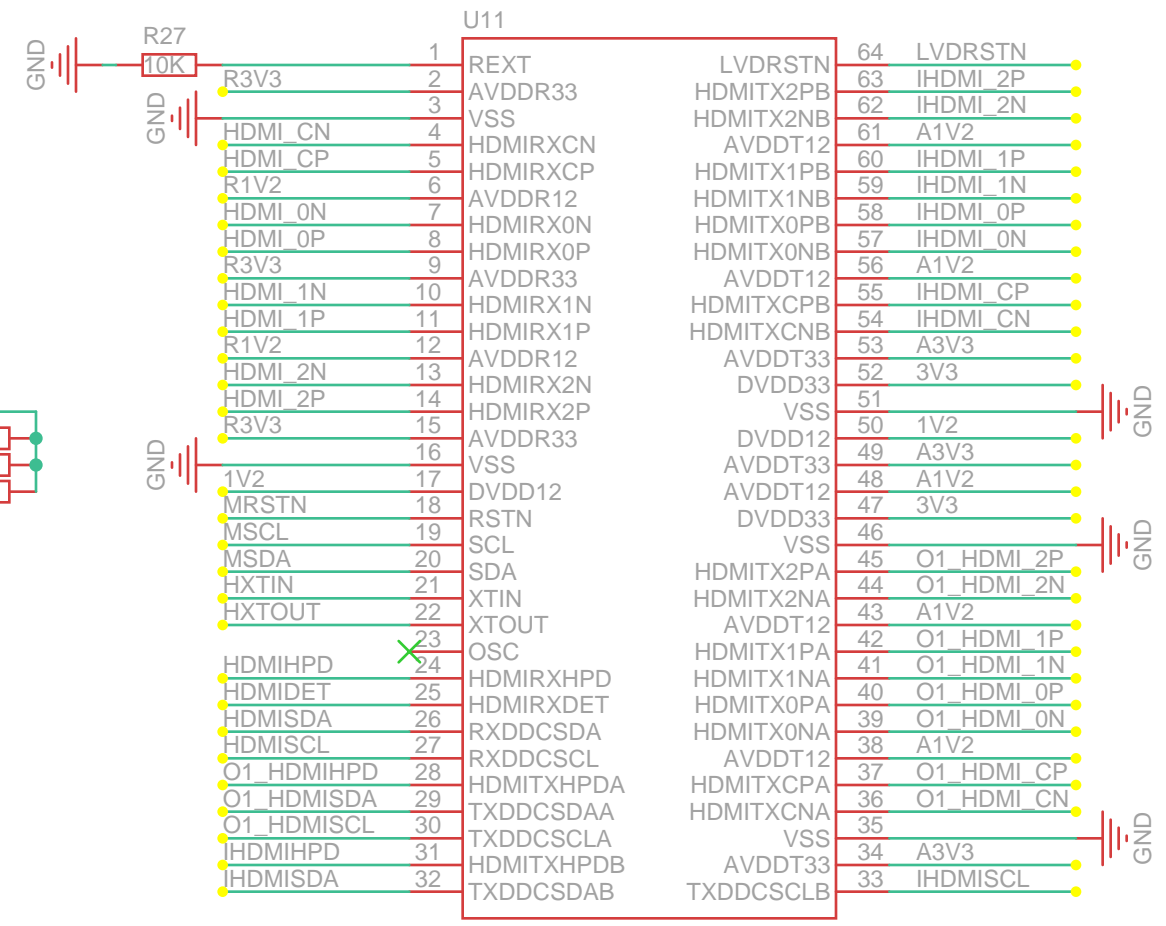 U11
GND R27 10K 1 REXT LVDRSTN 64 LVDRSTN
R3V3 2 AVDDR33 HDMITX2PB 63 IHDMI_2P
GND 3 VSS HDMITX2NB 62 IHDMI_2N
HDMI_CN 4 HDMIRXCN AVDDT12 61 A1V2
HDMI_CP 5 HDMIRXCP HDMITX1PB 60 IHDMI_1P
R1V2 6 AVDDR12 HDMITX1NB 59 IHDMI_1N
HDMI_0N 7 HDMIRX0N HDMITX0PB 58 IHDMI_0P
HDMI_0P 8 HDMIRX0P HDMITX0NB 57 IHDMI_0N
R3V3 9 AVDDR33 AVDDT12 56 A1V2
HDMI_1N 10 HDMIRX1N HDMITXCPB 55 IHDMI_CP
HDMI_1P 11 HDMIRX1P HDMITXCNB 54 IHDMI_CN
R1V2 12 AVDDR12 AVDDT33 53 A3V3
HDMI_2N 13 HDMIRX2N DVDD33 52 3V3
HDMI_2P 14 HDMIRX2P VSS 51 GND
R3V3 15 AVDDR33 DVDD12 50 1V2
GND 16 VSS AVDDT33 49 A3V3
1V2 17 DVDD12 AVDDT12 48 A1V2
MRSTN 18 RSTN DVDD33 47 3V3
MSCL 19 SCL VSS 46 GND
MSDA 20 SDA HDMITX2PA 45 O1_HDMI_2P
HXTIN 21 XTIN HDMITX2NA 44 O1_HDMI_2N
HXTOUT 22 XTOUT AVDDT12 43 A1V2
23 OSC HDMITX1PA 42 O1_HDMI_1P
HDMIHPD 24 HDMIRXHPD HDMITX1NA 41 O1_HDMI_1N
HDMIDET 25 HDMIRXDET HDMITX0PA 40 O1_HDMI_0P
HDMISDA 26 RXDDCSDA HDMITX0NA 39 O1_HDMI_0N
HDMISCL 27 RXDDCSCL AVDDT12 38 A1V2
O1_HDMIHPD 28 HDMITXHPDA HDMITXCPA 37 O1_HDMI_CP
O1_HDMISDA 29 TXDDCSDAA HDMITXCNA 36 O1_HDMI_CN
O1_HDMISCL 30 TXDDCSCLA VSS 35 GND
IHDMIHPD 31 HDMITXHPDB AVDDT33 34 A3V3
IHDMISDA 32 TXDDCSDAB TXDDCSCLB 33 IHDMISCL